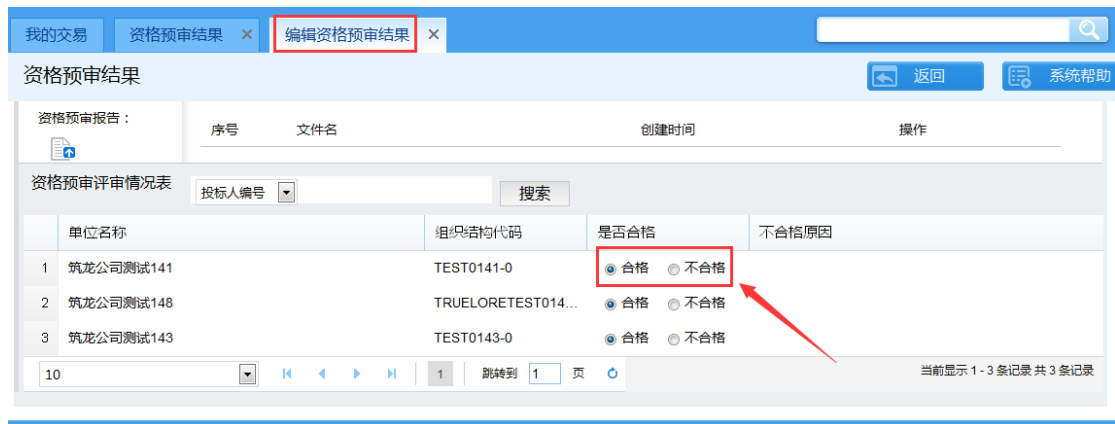 我的交易 资格预审结果 × 编辑资格预审结果 ×
资格预审结果 返回 系统帮助
资格预审报告： 序号 文件名 创建时间 操作
资格预审评审情况表 投标人编号 搜索
单位名称 组织结构代码 是否合格 不合格原因
1 筑龙公司测试141 TEST0141-0 合格 不合格
2 筑龙公司测试148 TRUELORETEST014... 合格 不合格
3 筑龙公司测试143 TEST0143-0 合格 不合格
10 1 跳转到 1 页 当前显示 1 - 3 条记录 共 3 条记录